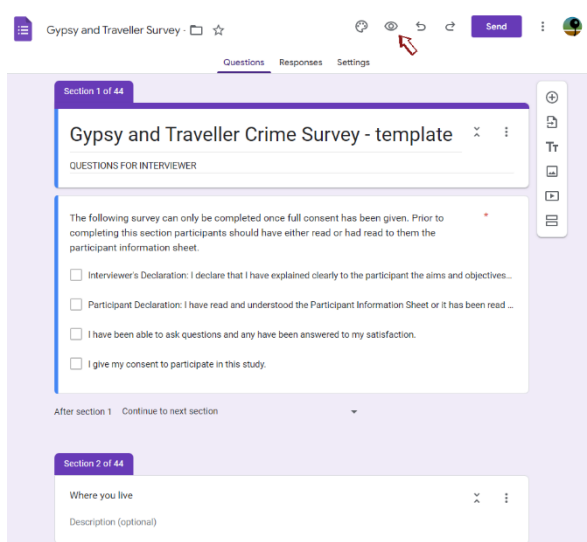 Gypsy and Traveller Survey
Send
Questions Responses Settings
Section 1 of 44
Gypsy and Traveller Crime Survey - template
QUESTIONS FOR INTERVIEWER
Tт
The following survey can only be completed once full consent has been given. Prior to *
completing this section participants should have either read or had read to them the
participant information sheet.
Interviewer's Declaration: I declare that I have explained clearly to the participant the aims and objectives...
Participant Declaration: I have read and understood the Participant Information Sheet or it has been read ...
I have been able to ask questions and any have been answered to my satisfaction.
I give my consent to participate in this study.
After section 1 Continue to next section
Section 2 of 44
Where you live
Description (optional)